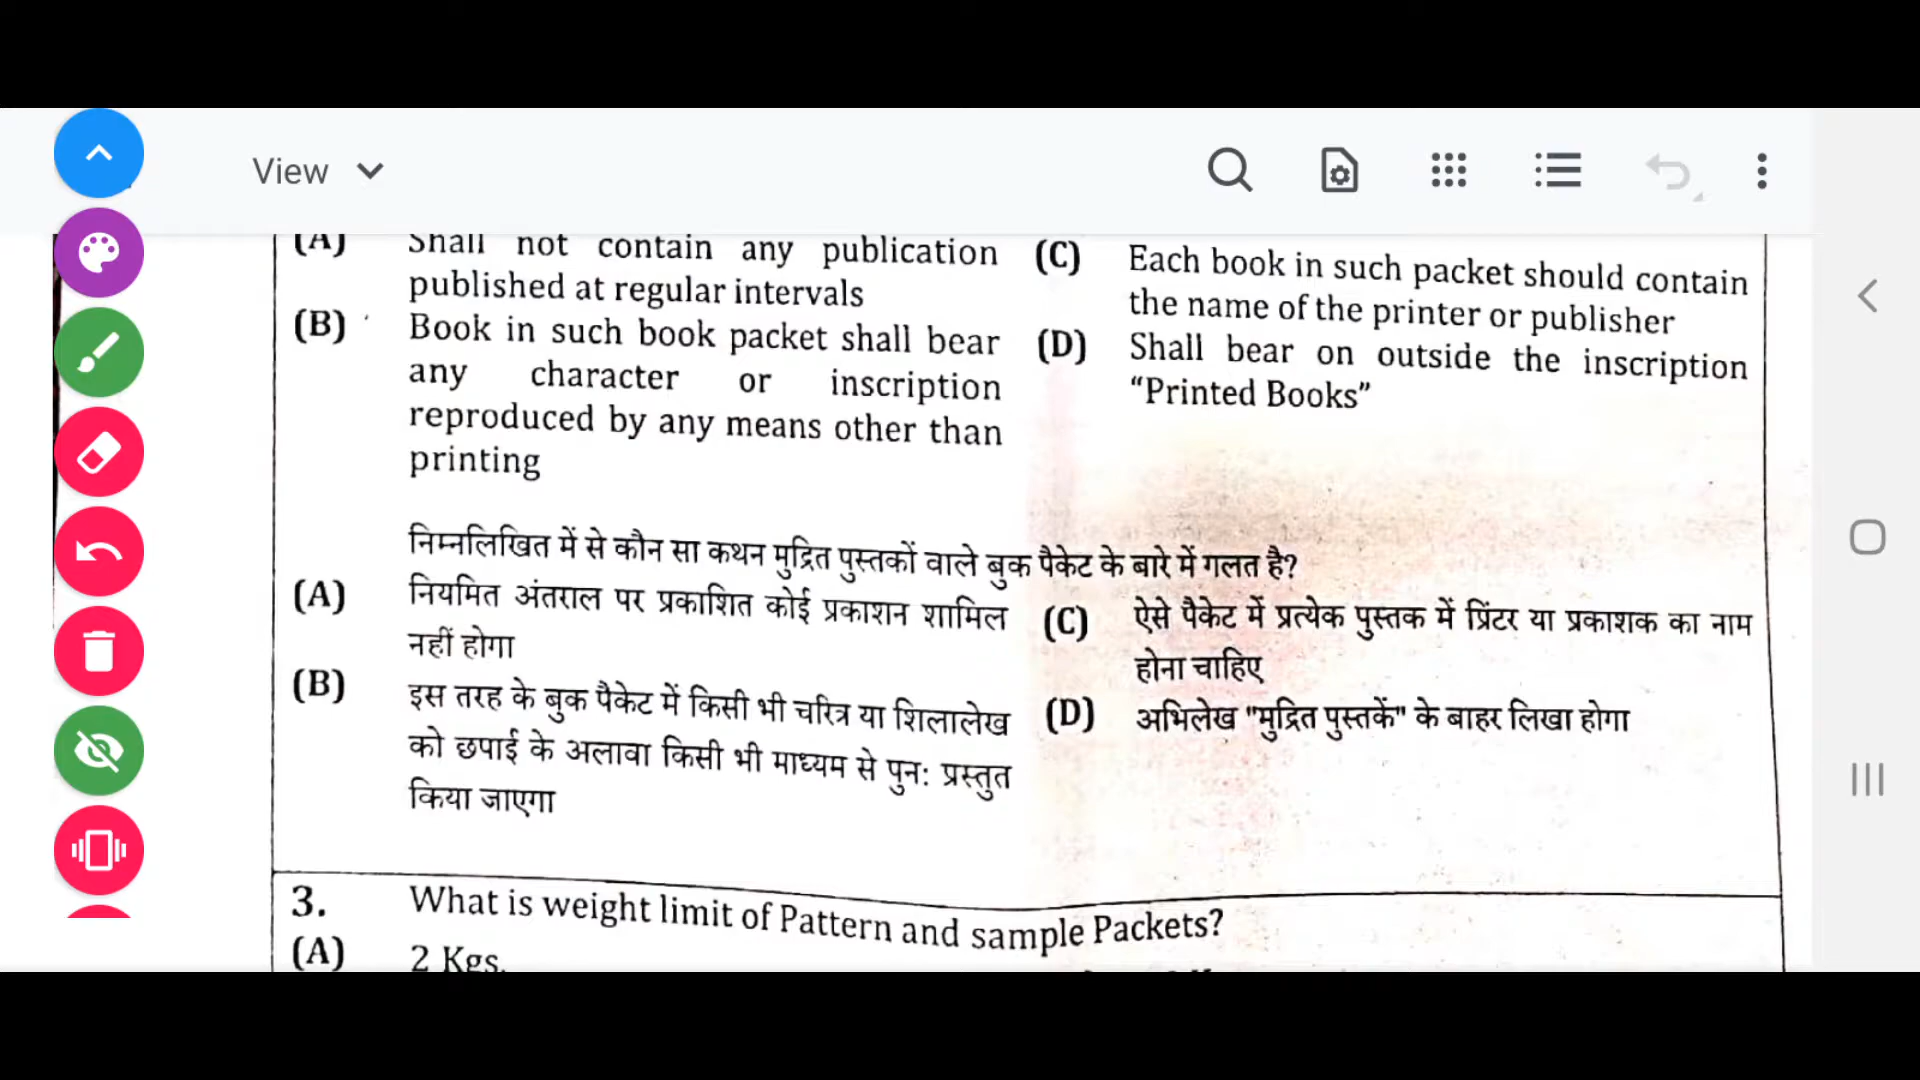 View
(A) Shall not contain any publication
published at regular intervals
(B) Book in such book packet shall bear
any character or inscription
reproduced by any means other than
printing
(C) Each book in such packet should contain
the name of the printer or publisher
(D) Shall bear on outside the inscription
“Printed Books”
निम्नलिखित में से कौन सा कथन मुद्रित पुस्तकों वाले बुक पैकेट के बारे में गलत है?
(A) नियमित अंतराल पर प्रकाशित कोई प्रकाशन शामिल
नहीं होगा
(B) इस तरह के बुक पैकेट में किसी भी चरित्र या शिलालेख
को छपाई के अलावा किसी भी माध्यम से पुन: प्रस्तुत
किया जाएगा
(C) ऐसे पैकेट में प्रत्येक पुस्तक में प्रिंटर या प्रकाशक का नाम
होना चाहिए
(D) अभिलेख "मुद्रित पुस्तकें" के बाहर लिखा होगा
3. What is weight limit of Pattern and sample Packets?
(A) 2 Kgs.